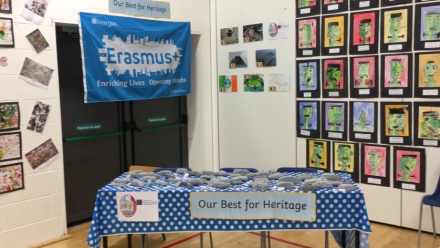 Our Best for Heritage
Erasmus+
Enriching Lives Opening Minds
Our Best for Heritage